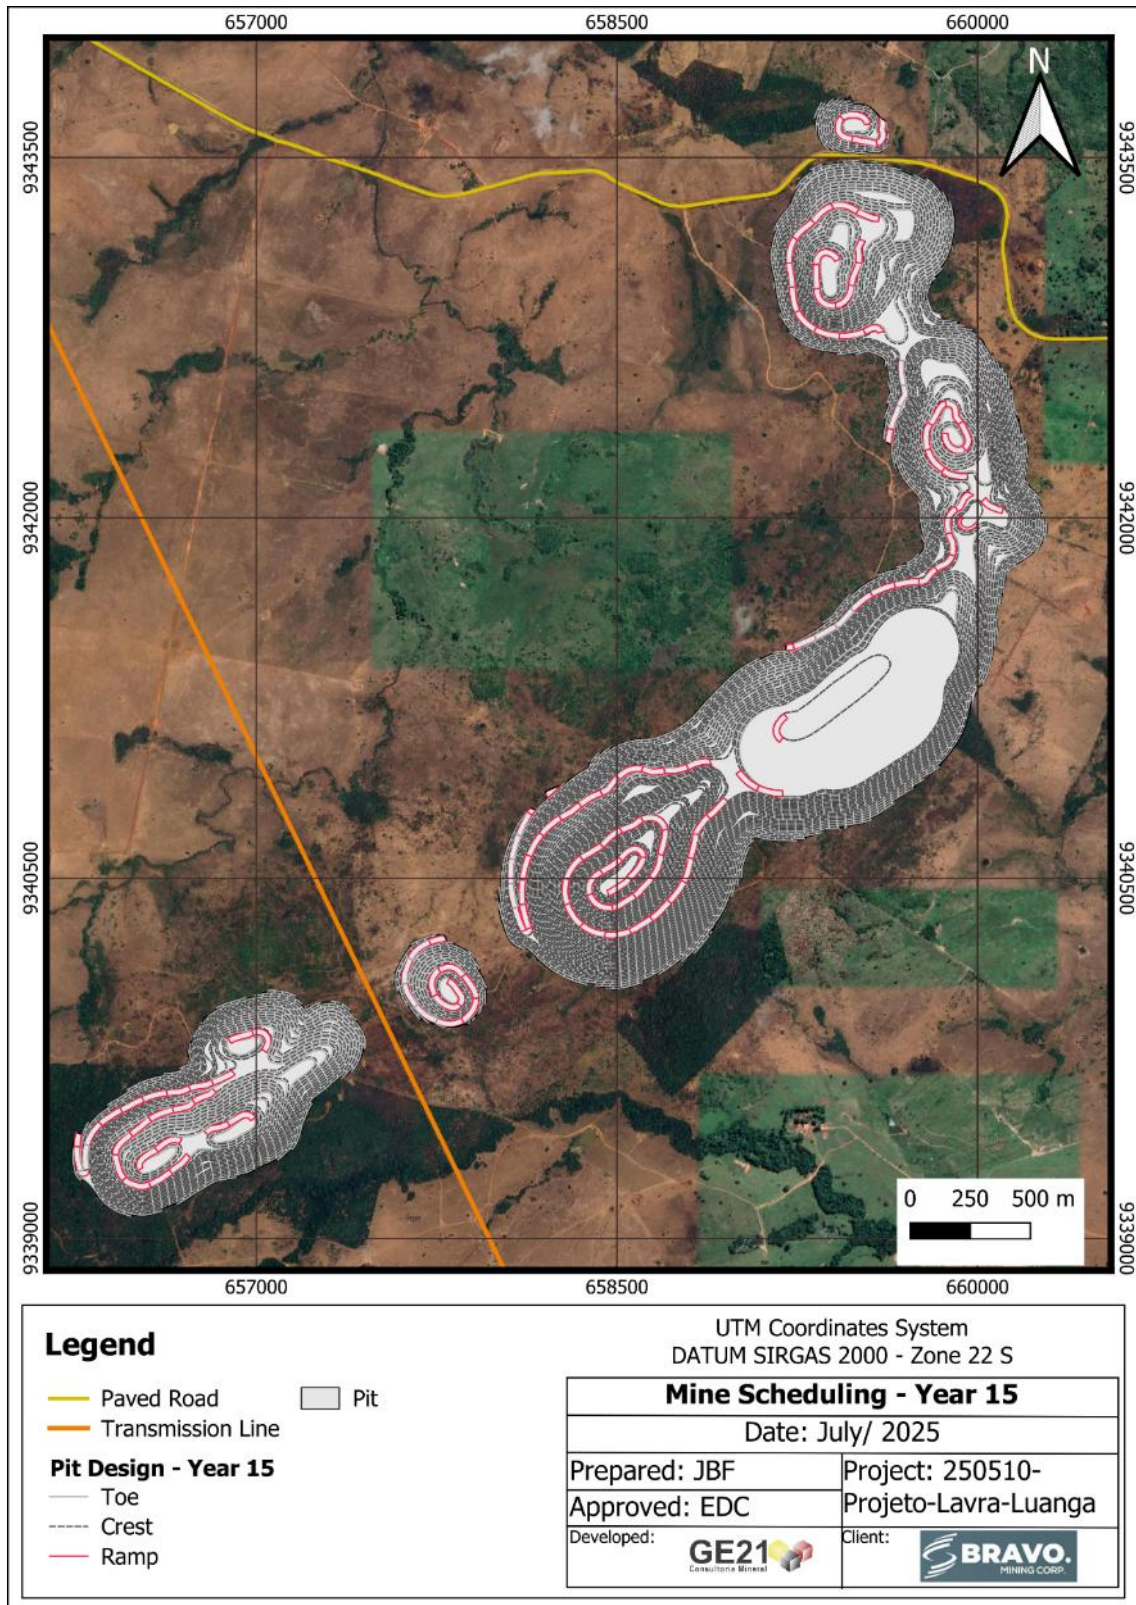 657000 658500 660000
N
9343500 9343500
9342000 9342000
9340500 9340500
9339000 9339000
0 250 500 m
657000 658500 660000
Legend
Paved Road
Pit
Transmission Line
Pit Design - Year 15
Toe
Crest
Ramp
UTM Coordinates System
DATUM SIRGAS 2000 - Zone 22 S
Mine Scheduling - Year 15
Date: July/ 2025
Prepared: JBF
Approved: EDC
Project: 250510-
Projeto-Lavra-Luanga
Developed:
GE21
Consultoria Mineral
Client:
BRAVO.
MINING CORP.